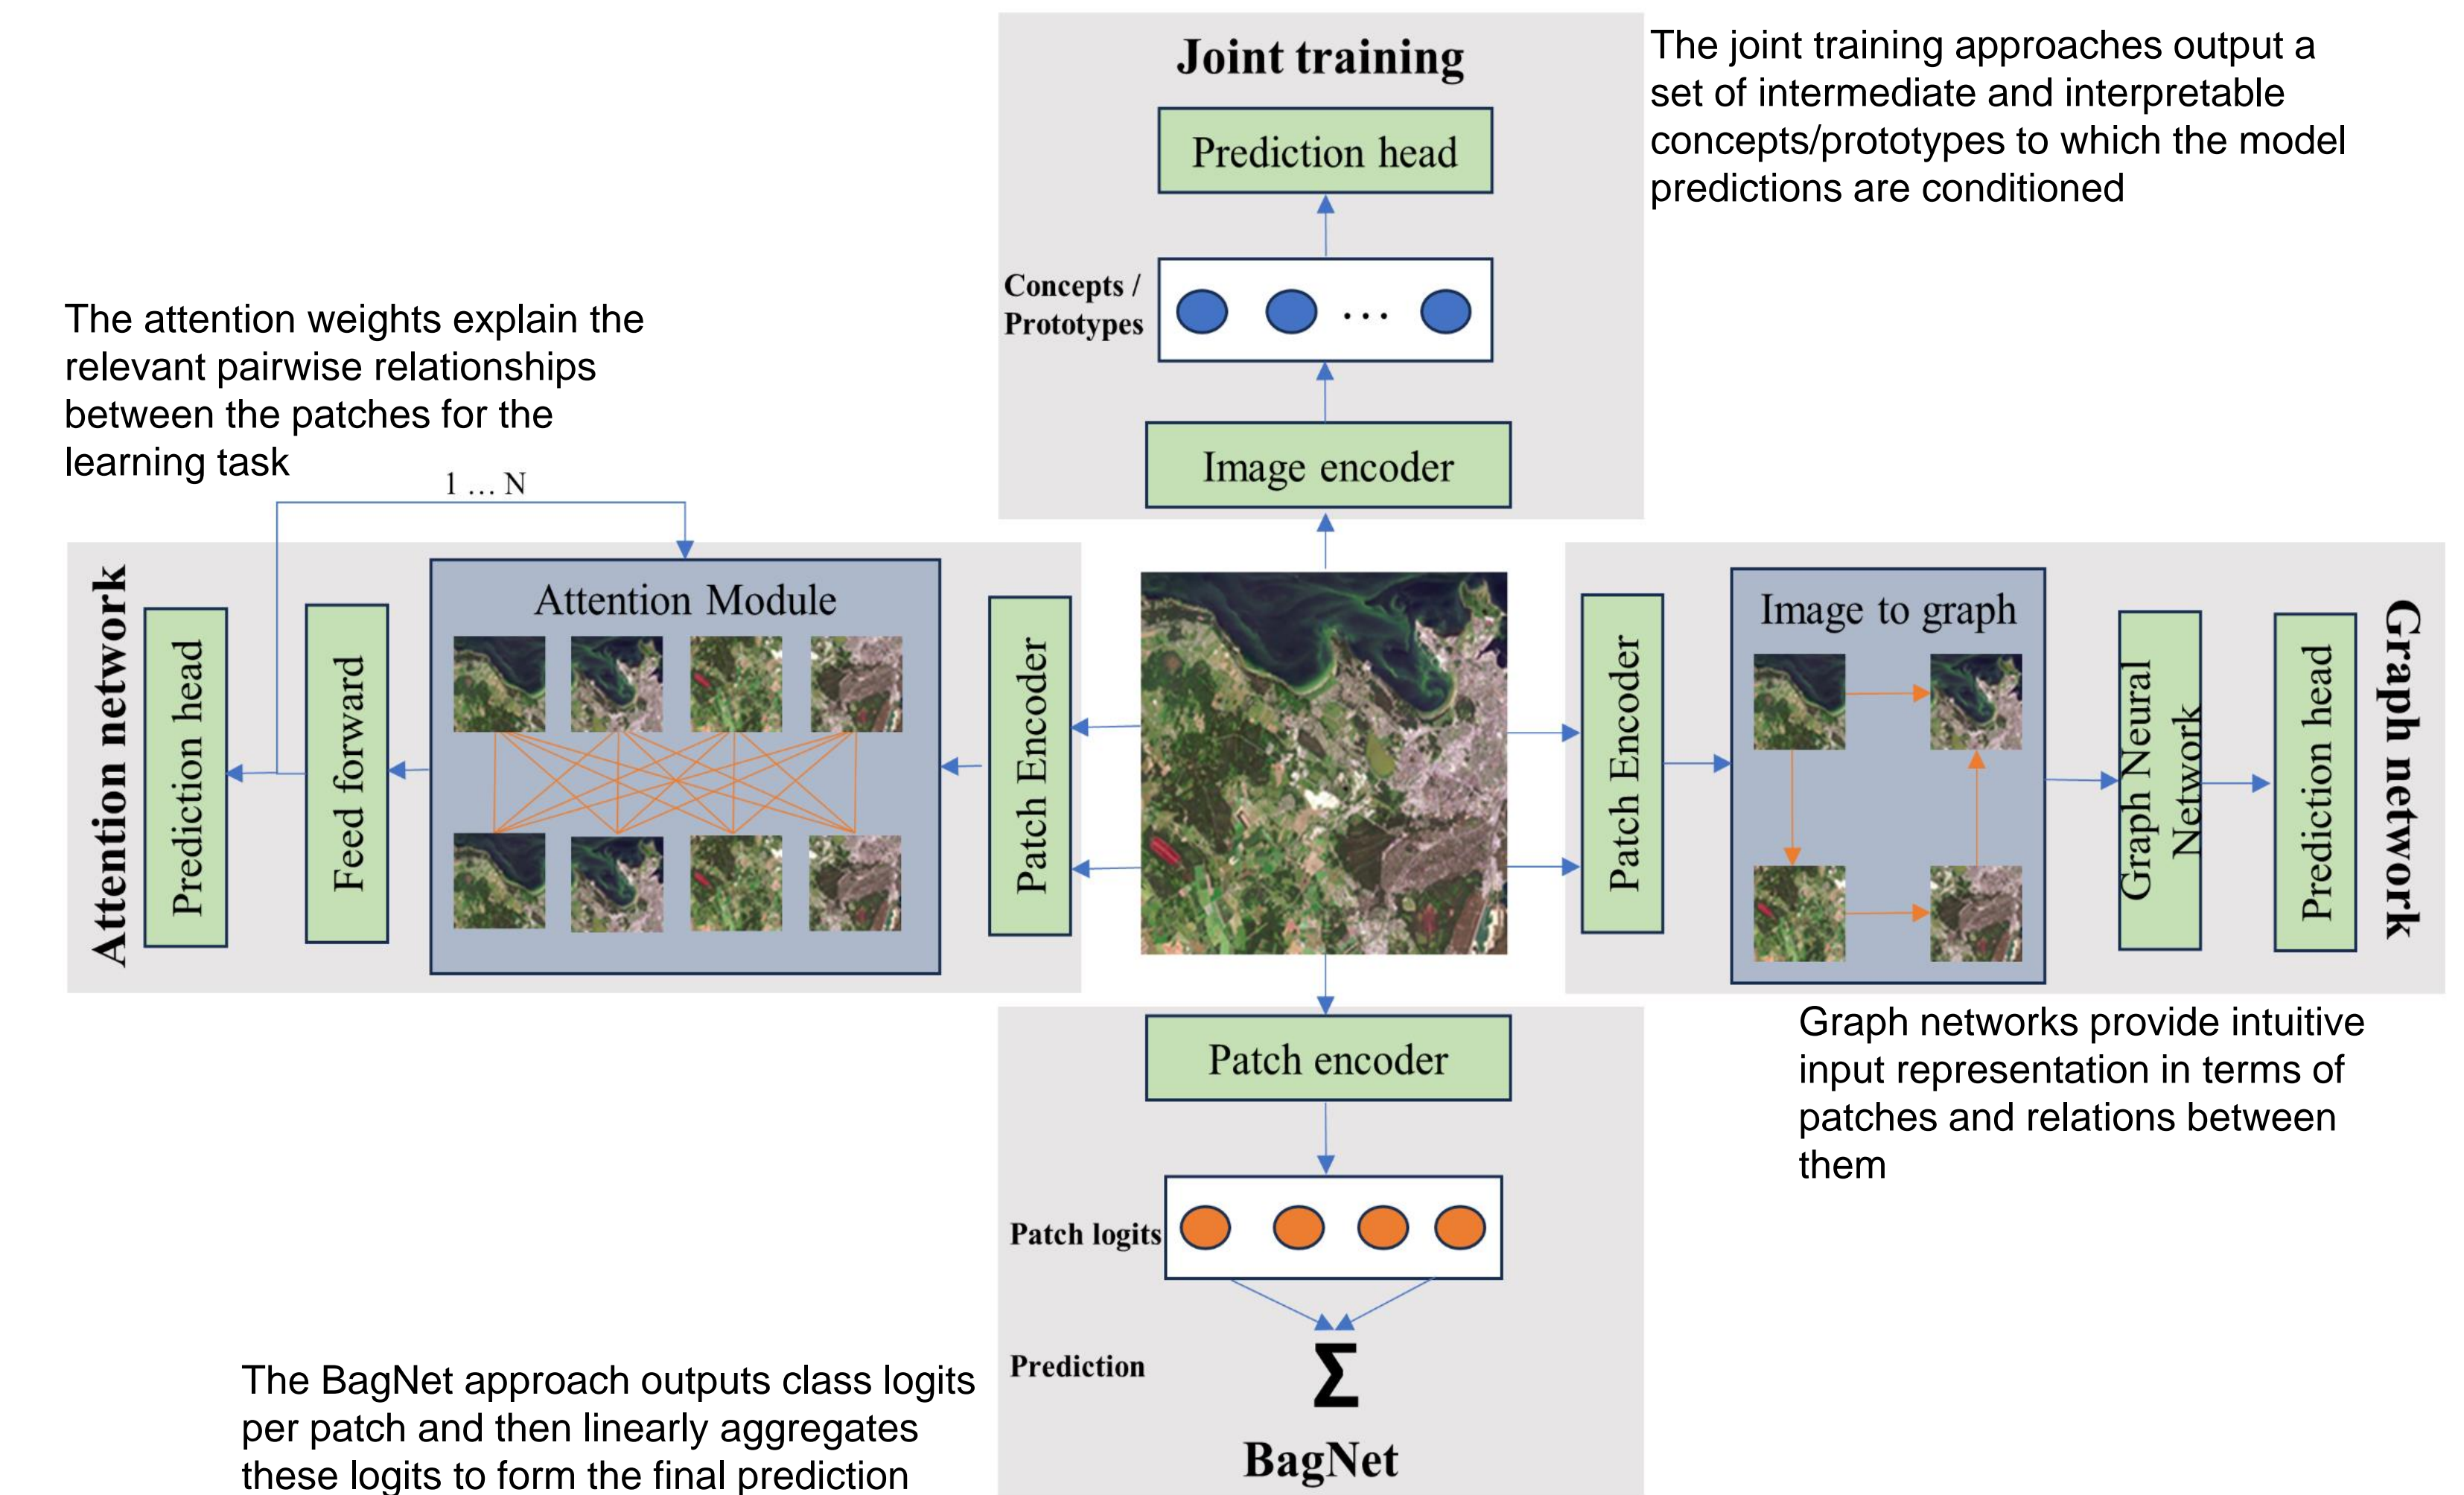 Joint training
The joint training approaches output a
set of intermediate and interpretable
concepts/prototypes to which the model
predictions are conditioned
Prediction head
Concepts /
Prototypes
...
Image encoder
The attention weights explain the
relevant pairwise relationships
between the patches for the
learning task
1 ... N
Attention network
Prediction head
Feed forward
Attention Module
Patch Encoder
Patch Encoder
Image to graph
Graph Neural
Network
Prediction head
Graph network
Graph networks provide intuitive
input representation in terms of
patches and relations between
them
Patch encoder
Patch logits
Prediction
Σ
BagNet
The BagNet approach outputs class logits
per patch and then linearly aggregates
these logits to form the final prediction